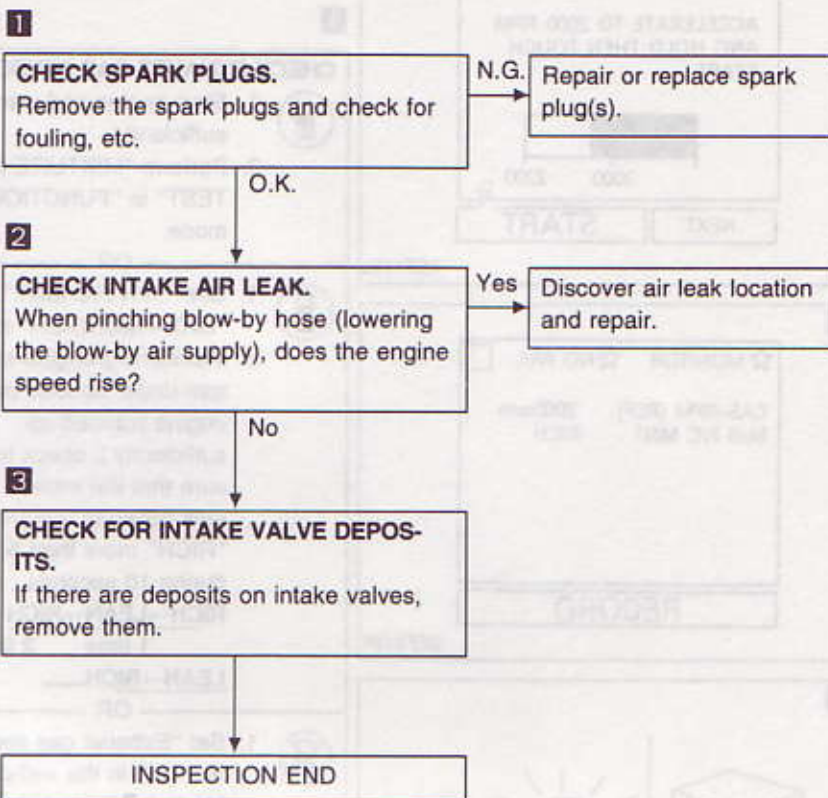 1
CHECK SPARK PLUGS.
Remove the spark plugs and check for
fouling, etc.
N.G.
Repair or replace spark
plug(s).
O.K.
2
CHECK INTAKE AIR LEAK.
When pinching blow-by hose (lowering
the blow-by air supply), does the engine
speed rise?
Yes
Discover air leak location
and repair.
No
3
CHECK FOR INTAKE VALVE DEPOS-
ITS.
If there are deposits on intake valves,
remove them.
INSPECTION END